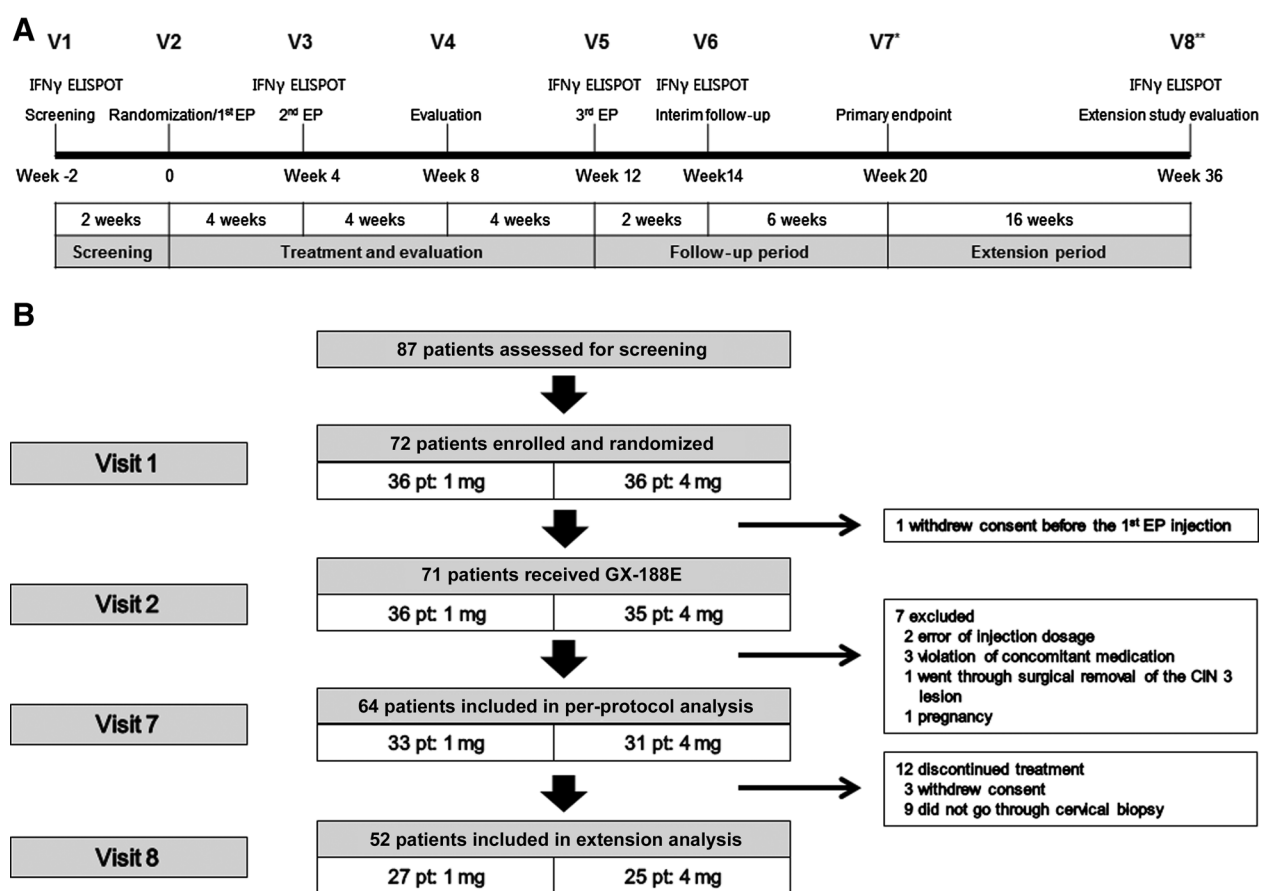 A
V1 V2 V3 V4 V5 V6 V7* V8**
IFNγ ELISPOT IFNγ ELISPOT IFNγ ELISPOT IFNγ ELISPOT IFNγ ELISPOT
Screening Randomization/1st EP 2nd EP Evaluation 3rd EP Interim follow-up Primary endpoint Extension study evaluation
Week -2 0 Week 4 Week 8 Week 12 Week14 Week 20 Week 36
2 weeks 4 weeks 4 weeks 4 weeks 2 weeks 6 weeks 16 weeks
Screening Treatment and evaluation Follow-up period Extension period
B
87 patients assessed for screening
Visit 1
72 patients enrolled and randomized
36 pt: 1 mg 36 pt: 4 mg
1 withdrew consent before the 1st EP injection
Visit 2
71 patients received GX-188E
36 pt: 1 mg 35 pt: 4 mg
7 excluded
2 error of injection dosage
3 violation of concomitant medication
1 went through surgical removal of the CIN 3
lesion
1 pregnancy
Visit 7
64 patients included in per-protocol analysis
33 pt: 1 mg 31 pt: 4 mg
12 discontinued treatment
3 withdrew consent
9 did not go through cervical biopsy
Visit 8
52 patients included in extension analysis
27 pt: 1 mg 25 pt: 4 mg